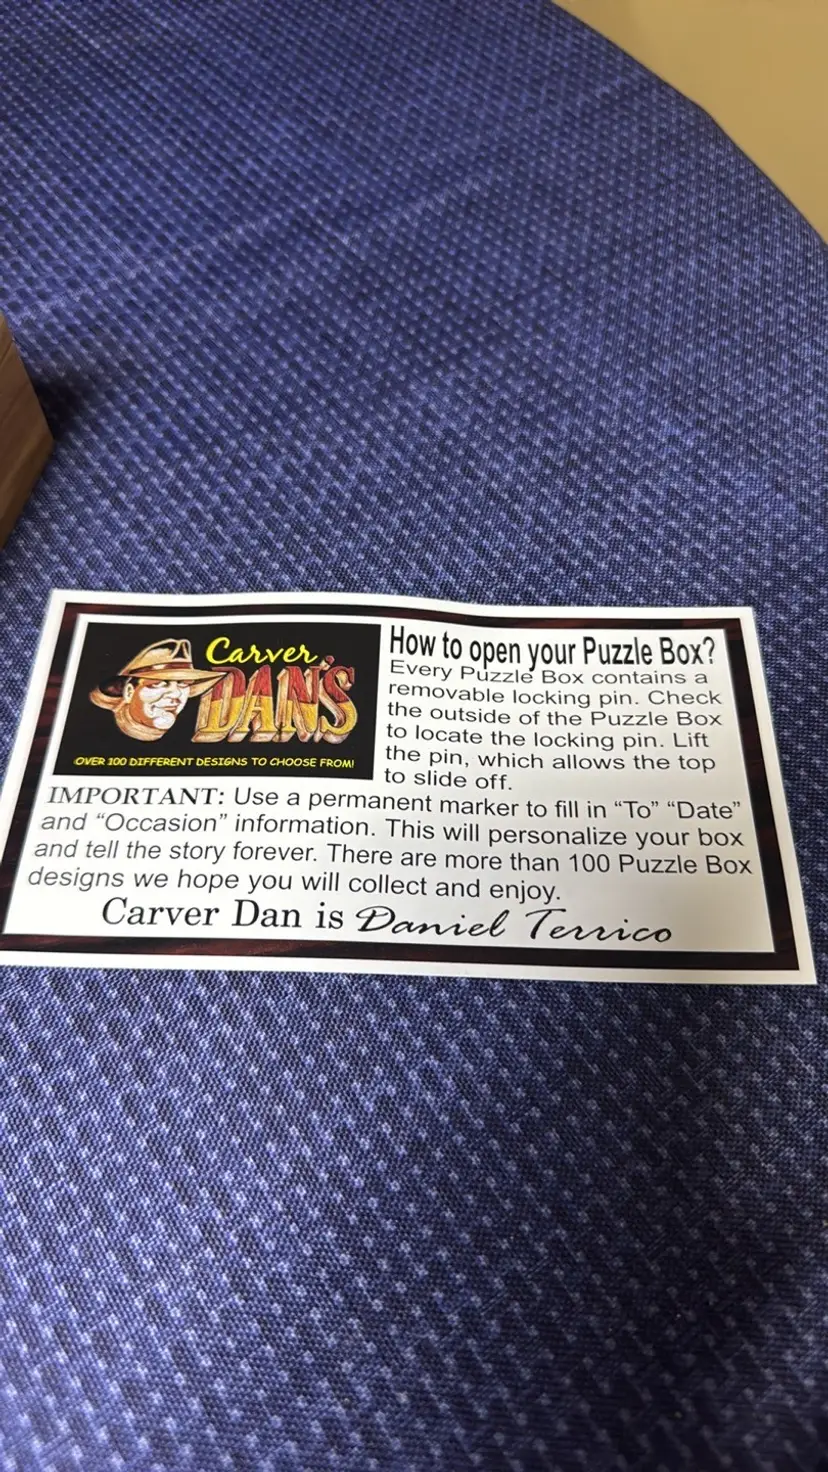 Carver
DAN'S
OVER 100 DIFFERENT DESIGNS TO CHOOSE FROM!
How to open your Puzzle Box?
Every Puzzle Box contains a
removable locking pin. Check
the outside of the Puzzle Box
to locate the locking pin. Lift
the pin, which allows the top
to slide off.
IMPORTANT: Use a permanent marker to fill in “To” “Date”
and “Occasion” information. This will personalize your box
and tell the story forever. There are more than 100 Puzzle Box
designs we hope you will collect and enjoy.
Carver Dan is Daniel Terrico